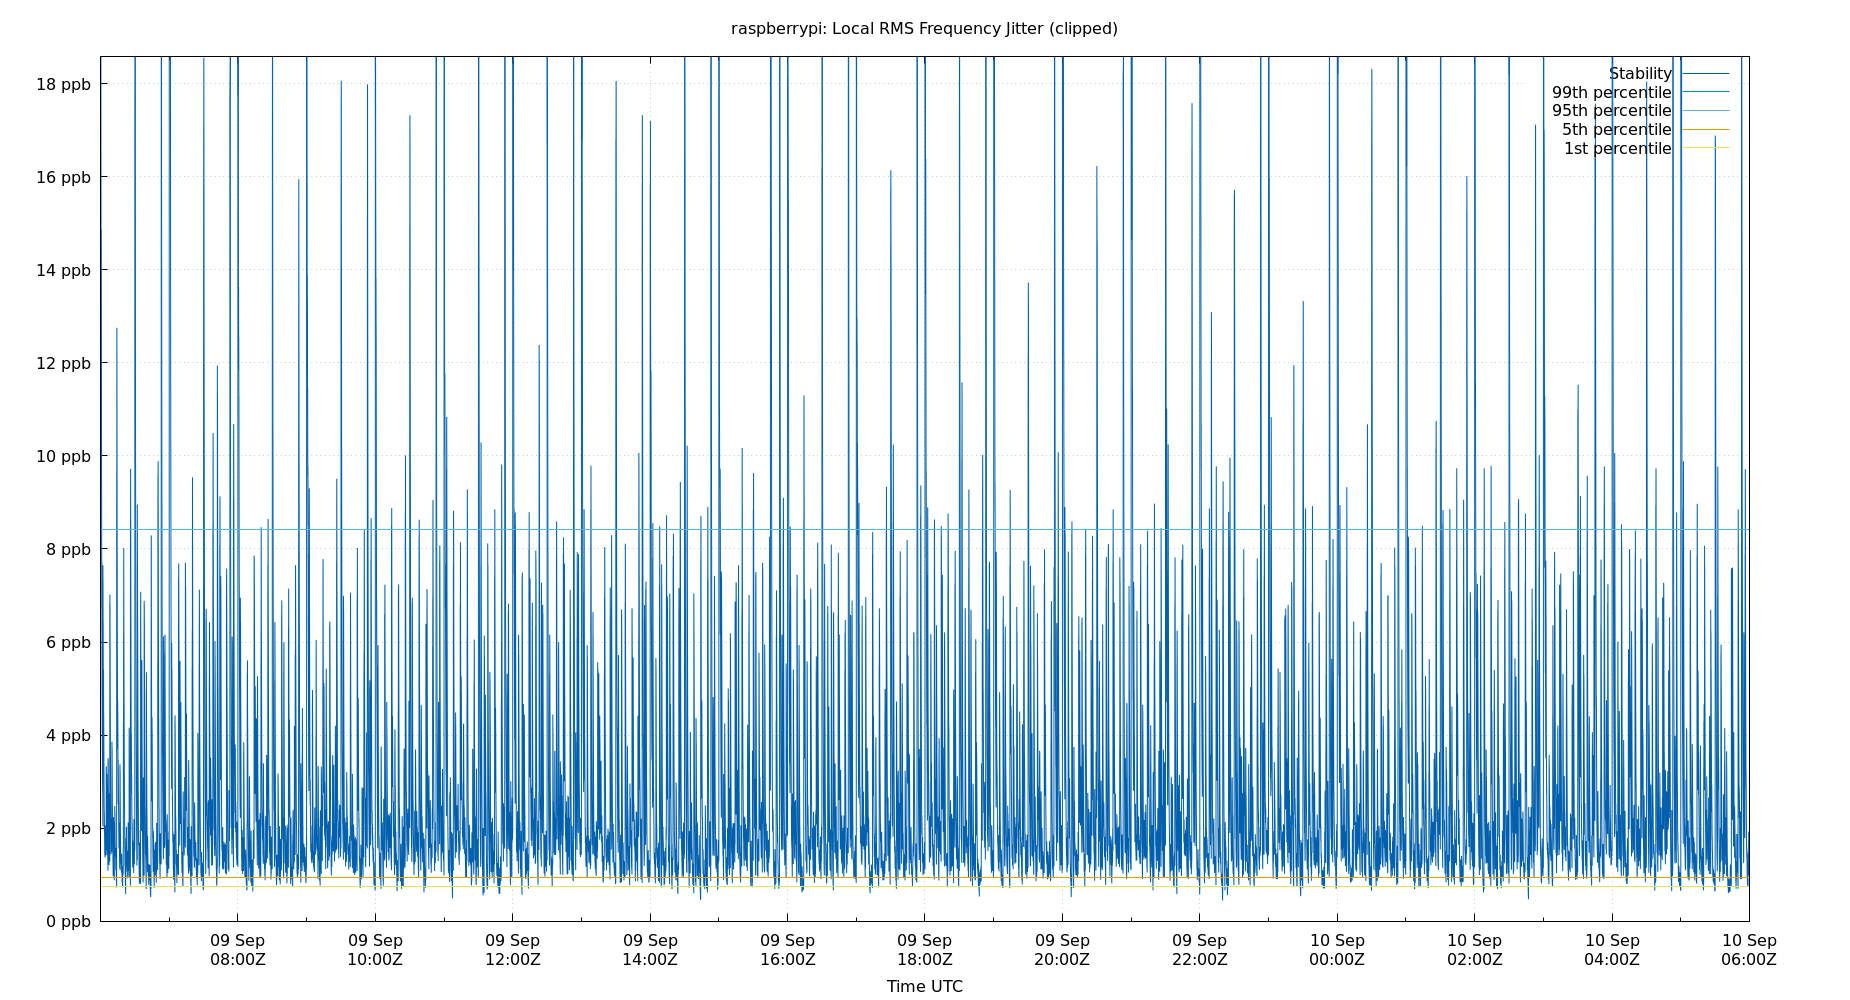 raspberrypi: Local RMS Frequency Jitter (clipped)
18 ppb
16 ppb
14 ppb
12 ppb
10 ppb
8 ppb
6 ppb
4 ppb
2 ppb
0 ppb
Stability
99th percentile
95th percentile
5th percentile
1st percentile
09 Sep 09 Sep 09 Sep 09 Sep 09 Sep 09 Sep 09 Sep 09 Sep 10 Sep 10 Sep 10 Sep 10 Sep
08:00Z 10:00Z 12:00Z 14:00Z 16:00Z 18:00Z 20:00Z 22:00Z 00:00Z 02:00Z 04:00Z 06:00Z
Time UTC